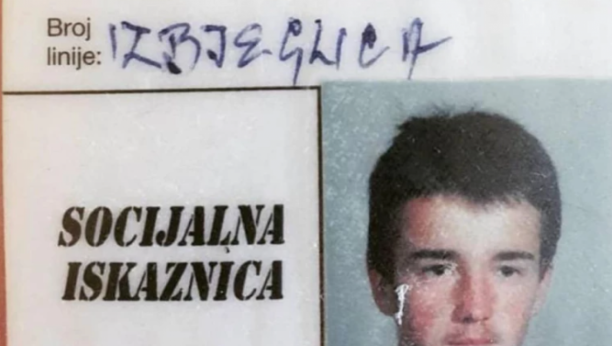 Broj
linije: IZBJEGLICA
SOCIJALNA
ISKAZNICA